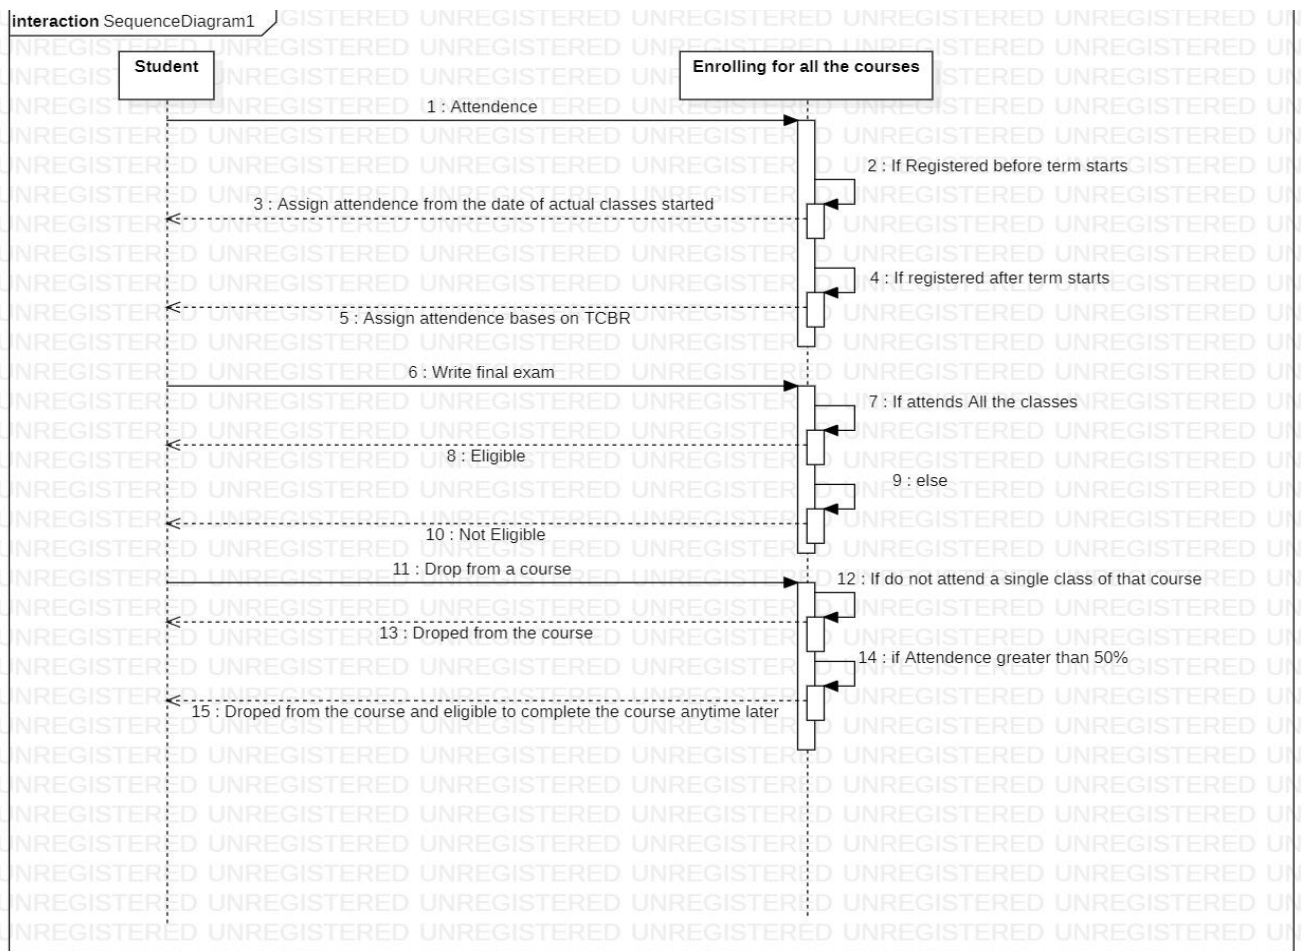 interaction SequenceDiagram1
Student
Enrolling for all the courses
1 : Attendence
2 : If Registered before term starts
3 : Assign attendence from the date of actual classes started
4 : If registered after term starts
5 : Assign attendence bases on TCBR
6 : Write final exam
7 : If attends All the classes
8 : Eligible
9 : else
10 : Not Eligible
11 : Drop from a course
12 : If do not attend a single class of that course
13 : Droped from the course
14 : if Attendence greater than 50%
15 : Droped from the course and eligible to complete the course anytime later
UNREGISTERED